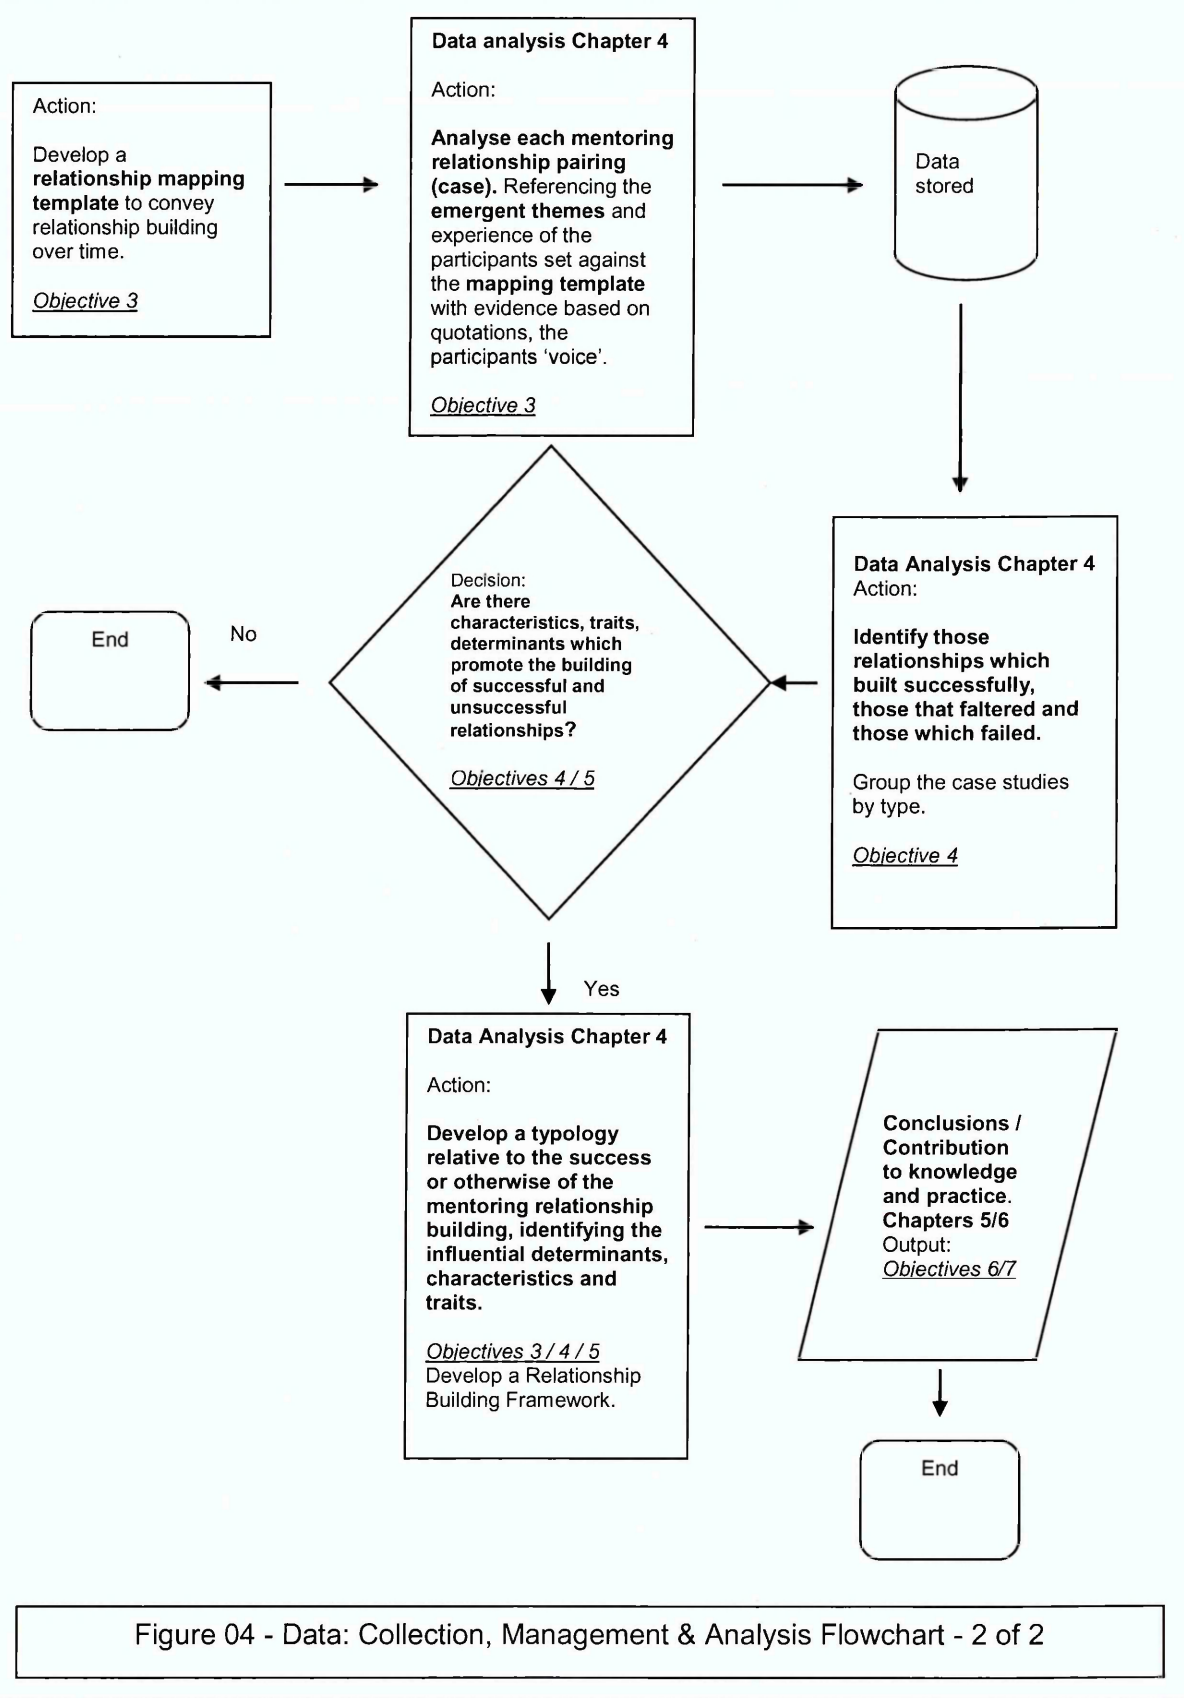 Action:
Develop a
relationship mapping
template to convey
relationship building
over time.
Objective 3
Data analysis Chapter 4
Action:
Analyse each mentoring
relationship pairing
(case). Referencing the
emergent themes and
experience of the
participants set against
the mapping template
with evidence based on
quotations, the
participants ‘voice’.
Objective 3
Data
stored
Data Analysis Chapter 4
Action:
Identify those
relationships which
built successfully,
those that faltered and
those which failed.
Group the case studies
by type.
Objective 4
Decision:
Are there
characteristics, traits,
determinants which
promote the building
of successful and
unsuccessful
relationships?
Objectives 4 / 5
No
End
Yes
Data Analysis Chapter 4
Action:
Develop a typology
relative to the success
or otherwise of the
mentoring relationship
building, identifying the
influential determinants,
characteristics and
traits.
Objectives 3 / 4 / 5
Develop a Relationship
Building Framework.
Conclusions /
Contribution
to knowledge
and practice.
Chapters 5/6
Output:
Objectives 6/7
End
Figure 04 - Data: Collection, Management & Analysis Flowchart - 2 of 2